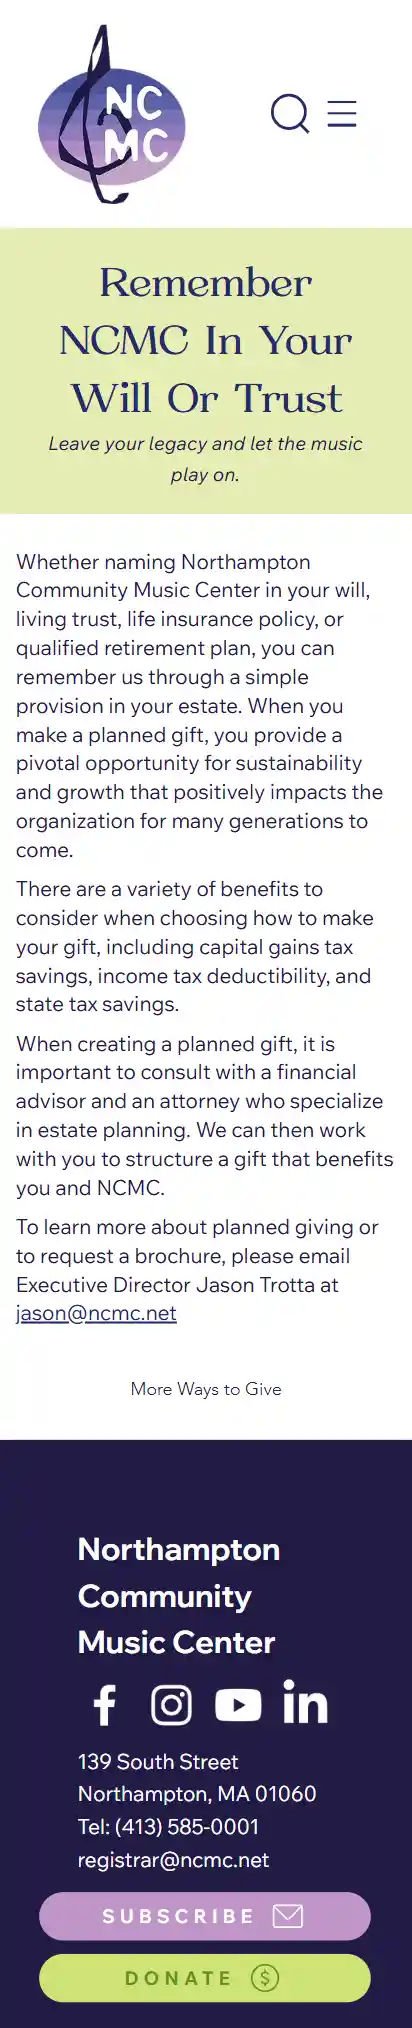 NC
MC
Remember
NCMC In Your
Will Or Trust
Leave your legacy and let the music
play on.
Whether naming Northampton
Community Music Center in your will,
living trust, life insurance policy, or
qualified retirement plan, you can
remember us through a simple
provision in your estate. When you
make a planned gift, you provide a
pivotal opportunity for sustainability
and growth that positively impacts the
organization for many generations to
come.
There are a variety of benefits to
consider when choosing how to make
your gift, including capital gains tax
savings, income tax deductibility, and
state tax savings.
When creating a planned gift, it is
important to consult with a financial
advisor and an attorney who specialize
in estate planning. We can then work
with you to structure a gift that benefits
you and NCMC.
To learn more about planned giving or
to request a brochure, please email
Executive Director Jason Trotta at
jason@ncmc.net
More Ways to Give
Northampton
Community
Music Center
139 South Street
Northampton, MA 01060
Tel: (413) 585-0001
registrar@ncmc.net
SUBSCRIBE
DONATE